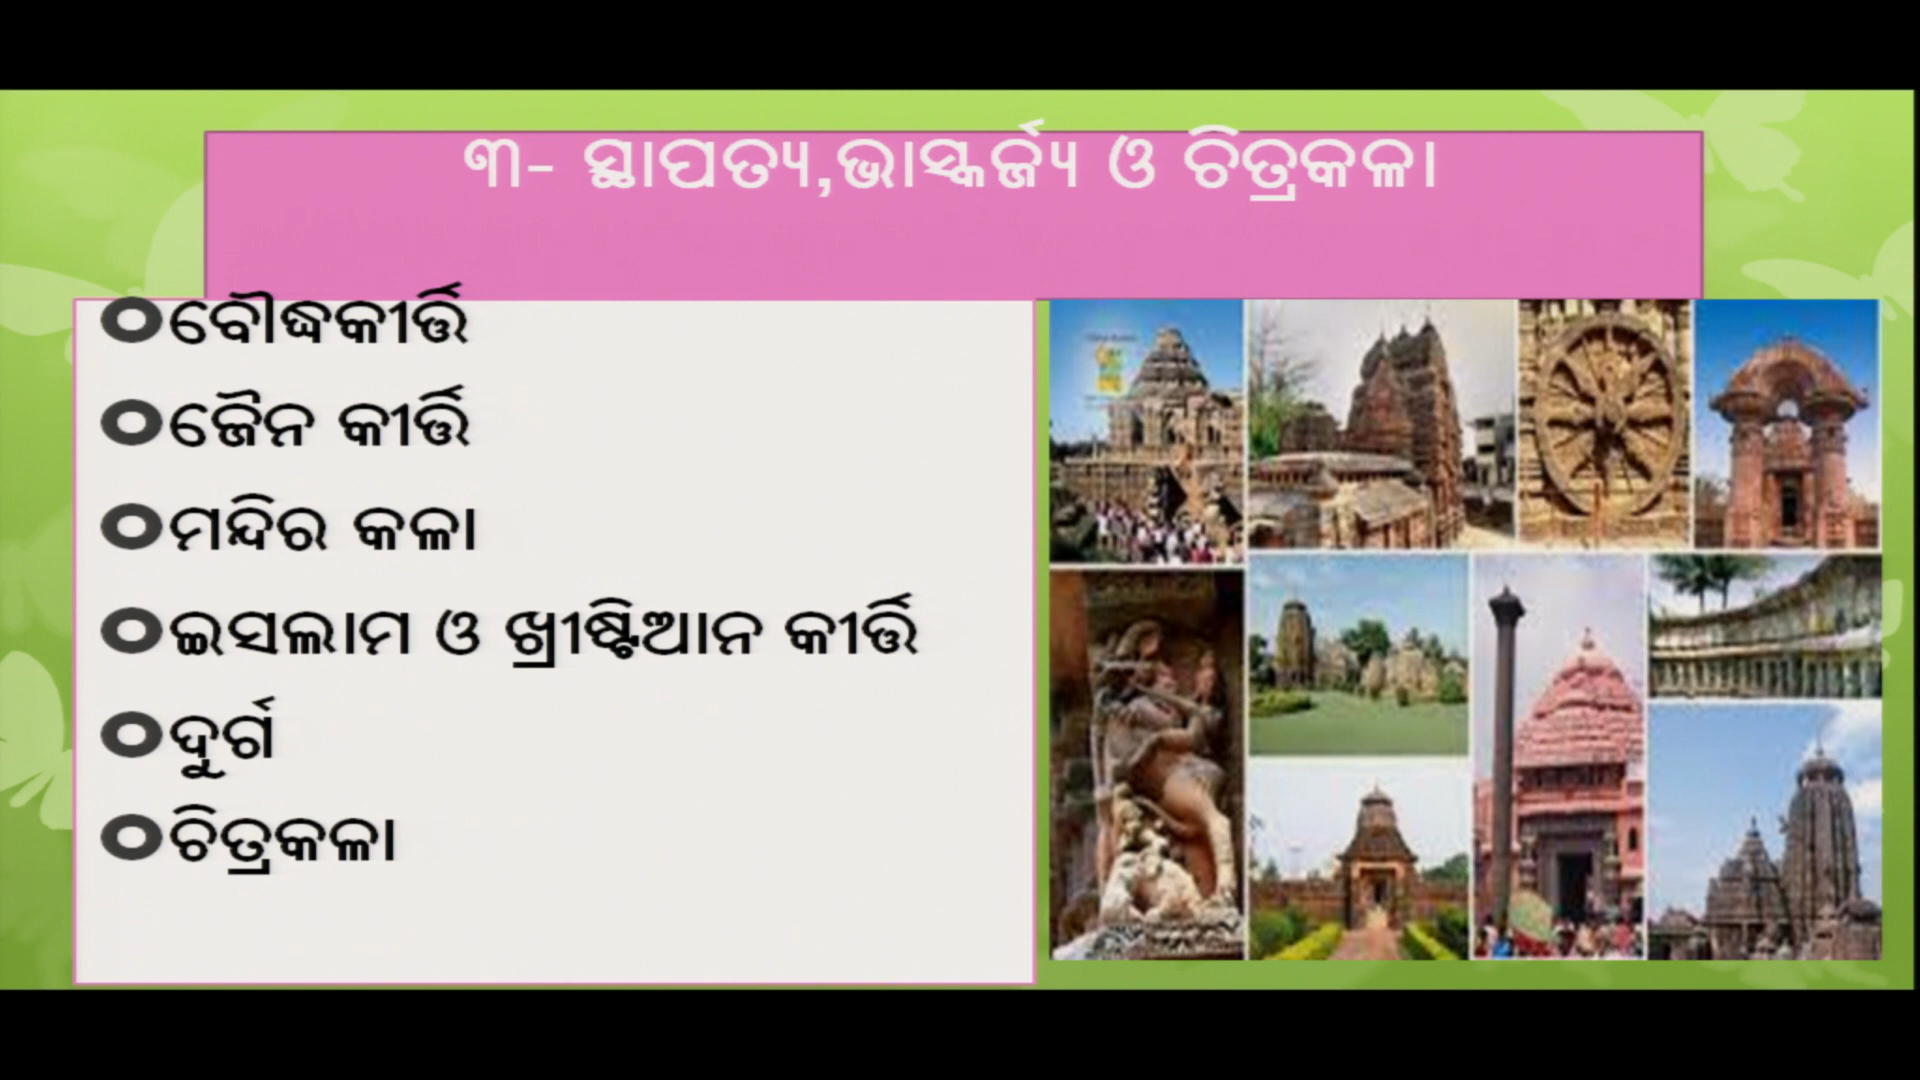 ୩- ସ୍ଥାପତ୍ୟ,ଭାସ୍କର୍ଜ୍ୟ ଓ ଚିତ୍ରକଳା
ବୌଦ୍ଧକୀର୍ତ୍ତି
ଜୈନ କୀର୍ତ୍ତି
ମନ୍ଦିର କଳା
ଇସଲାମ ଓ ଖ୍ରୀଷ୍ଟିଆନ କୀର୍ତ୍ତି
ଦୁର୍ଗ
ଚିତ୍ରକଳା